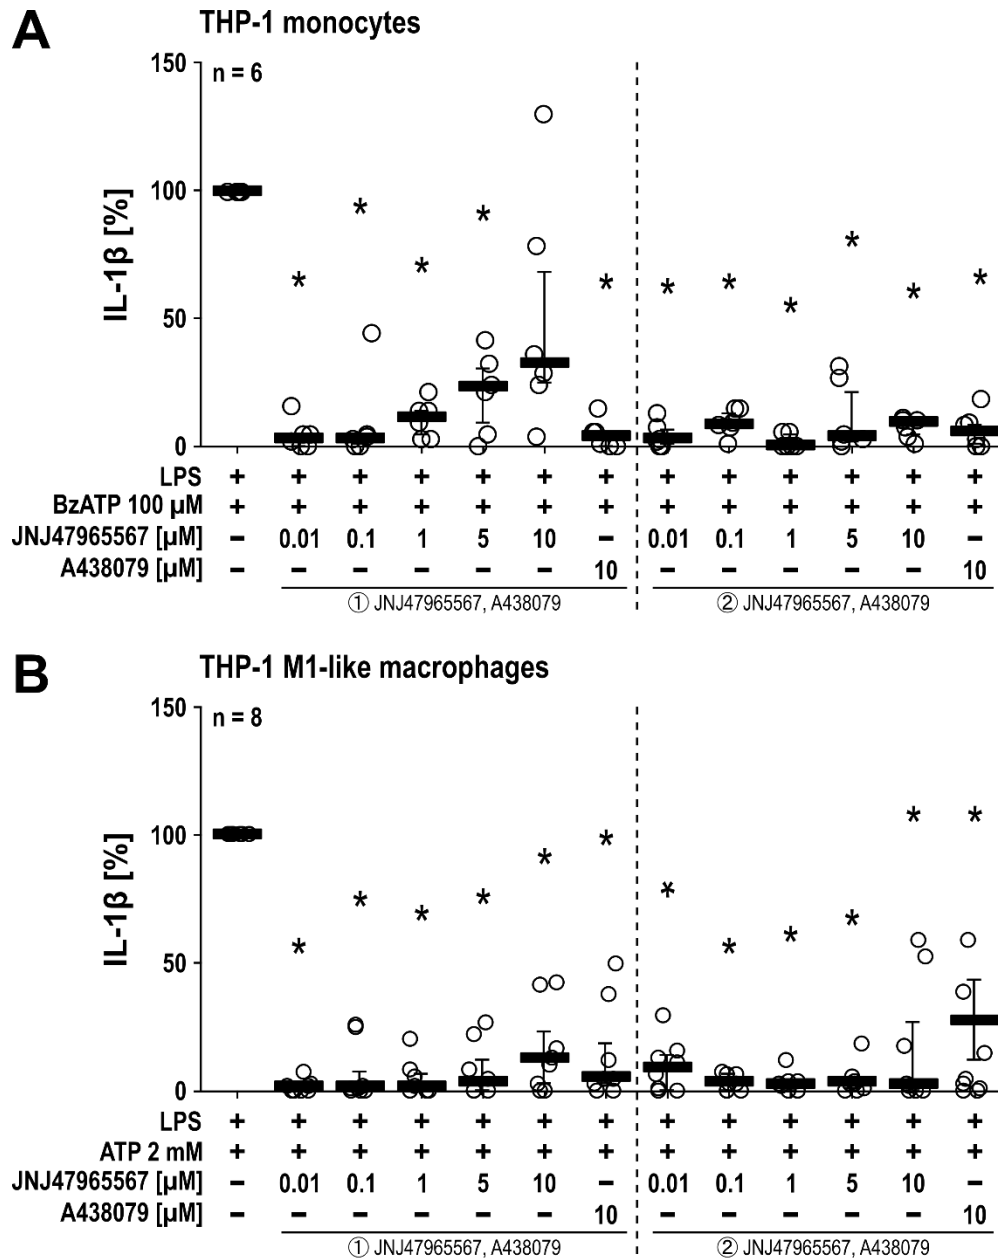 A THP-1 monocytes
150
n = 6
100
50
0
IL-1β [%]
* * * * * * * * * * *
LPS + + + + + + + + + + + + +
BzATP 100 µM + + + + + + + + + + + + +
JNJ47965567 [µM] – 0.01 0.1 1 5 10 – 0.01 0.1 1 5 10 –
A438079 [µM] – – – – – – 10 – – – – – 10
① JNJ47965567, A438079 ② JNJ47965567, A438079
B THP-1 M1-like macrophages
150
n = 8
100
50
0
IL-1β [%]
* * * * * * * * * * * *
LPS + + + + + + + + + + + + +
ATP 2 mM + + + + + + + + + + + + +
JNJ47965567 [µM] – 0.01 0.1 1 5 10 – 0.01 0.1 1 5 10 –
A438079 [µM] – – – – – – 10 – – – – – 10
① JNJ47965567, A438079 ② JNJ47965567, A438079